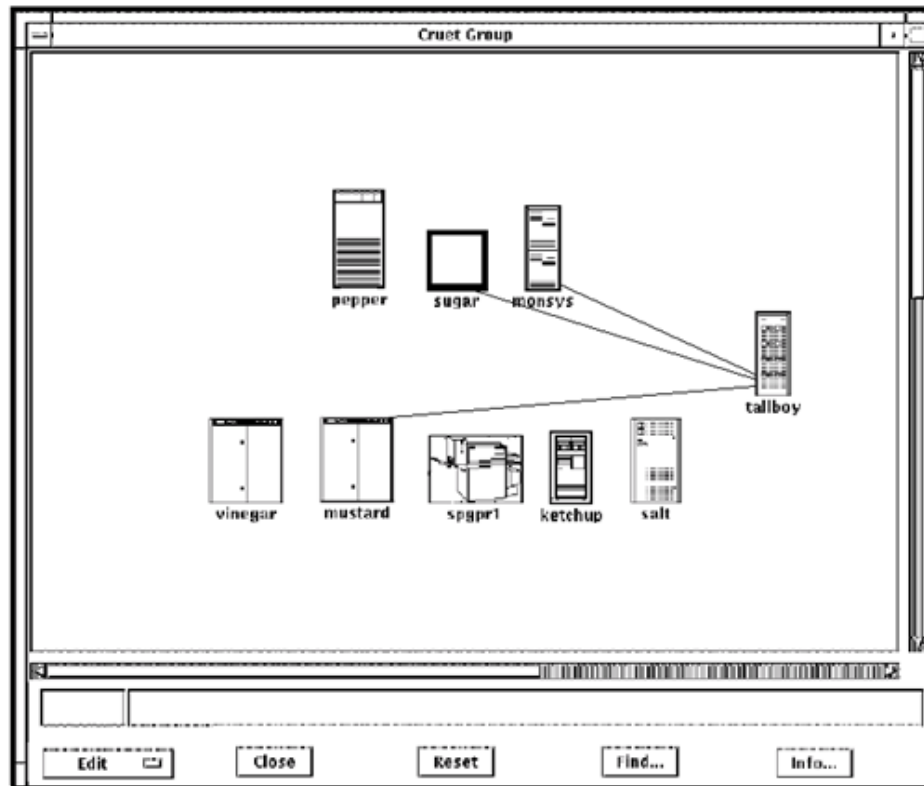 Cruet Group
pepper
sugar
monsys
tallboy
vinegar
mustard
spgpr1
ketchup
salt
Edit
Close
Reset
Find...
Info...